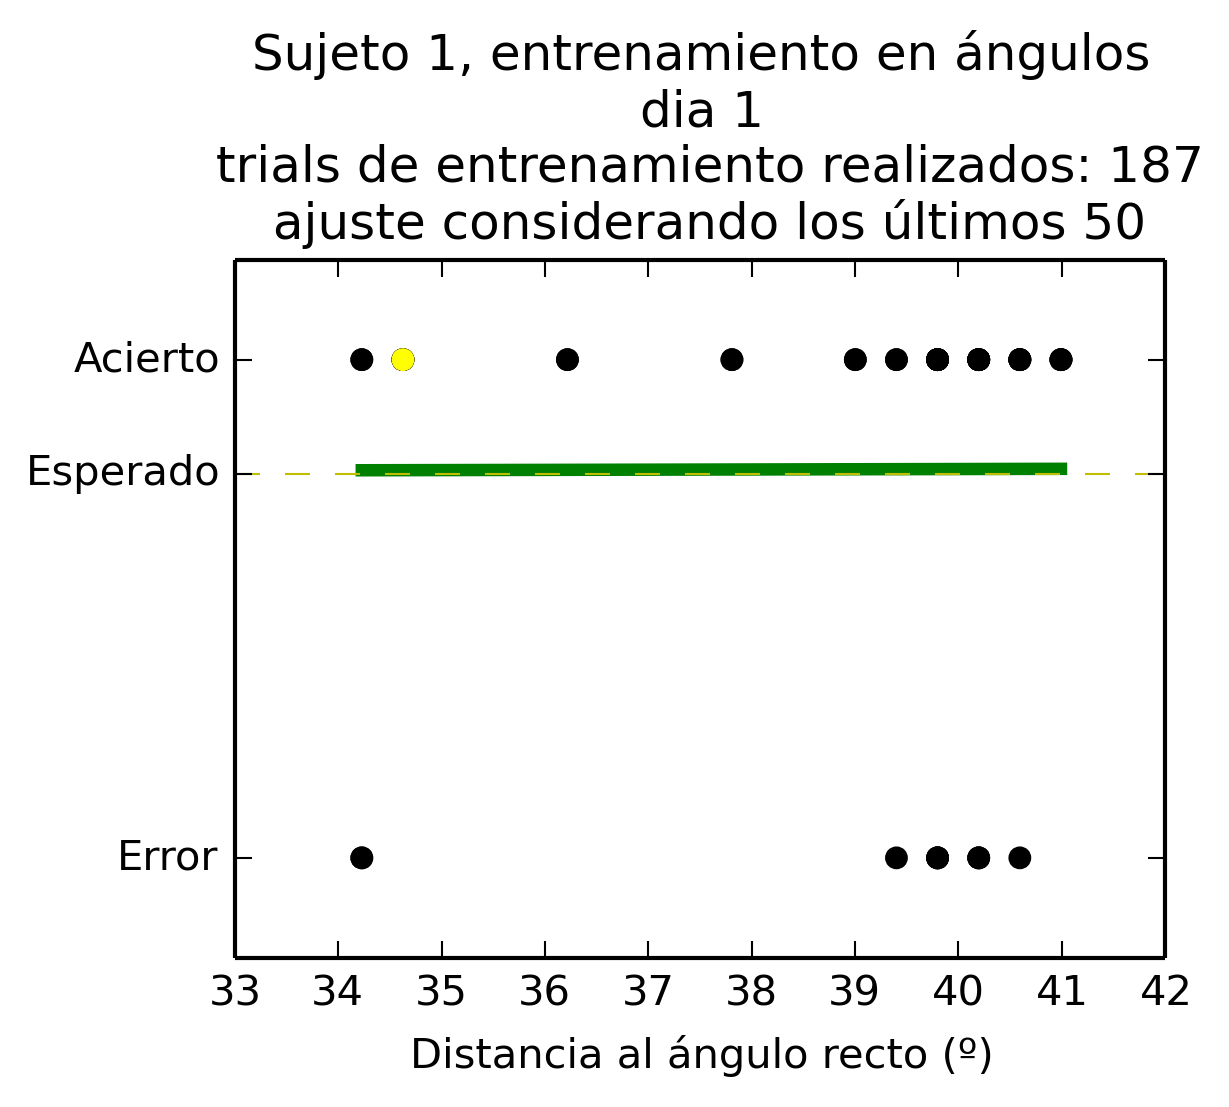 Sujeto 1, entrenamiento en ángulos
dia 1
trials de entrenamiento realizados: 187
ajuste considerando los últimos 50
Acierto
Esperado
Error
33 34 35 36 37 38 39 40 41 42
Distancia al ángulo recto (º)